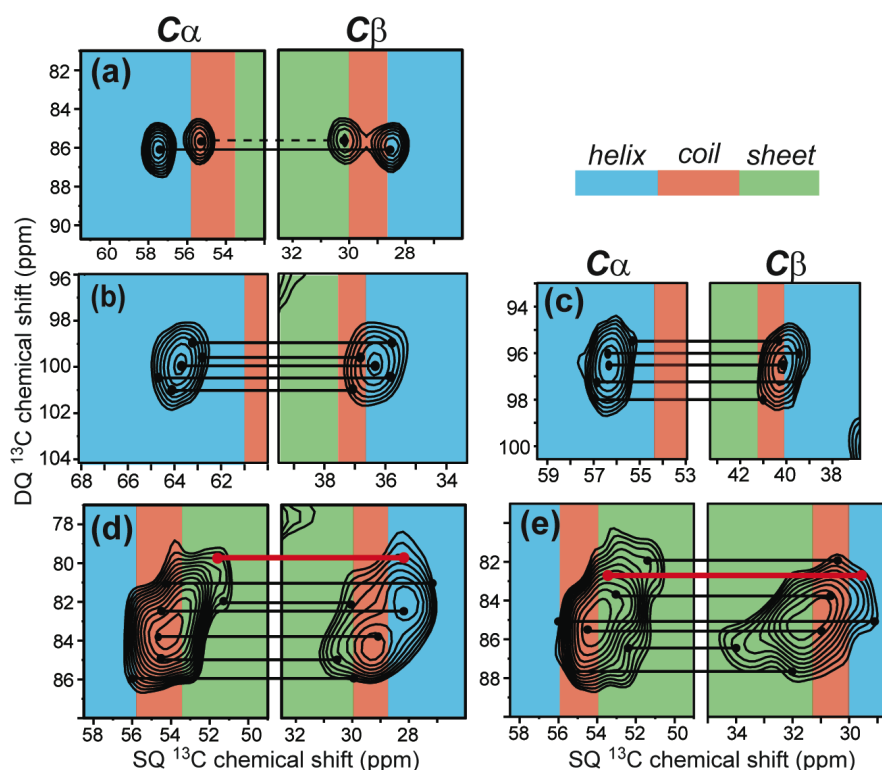 Cα Cβ
(a)
82
84
86
88
90
60 58 56 54 32 30 28
helix coil sheet
(b)
96
98
100
102
104
68 66 64 62 38 36 34
Cα Cβ
(c)
94
96
98
100
59 57 55 53 42 40 38
DQ ¹³C chemical shift (ppm)
(d)
78
80
82
84
86
58 56 54 52 50 32 30 28 26
SQ ¹³C chemical shift (ppm)
(e)
82
84
86
88
58 56 54 52 50 34 32 30
SQ ¹³C chemical shift (ppm)